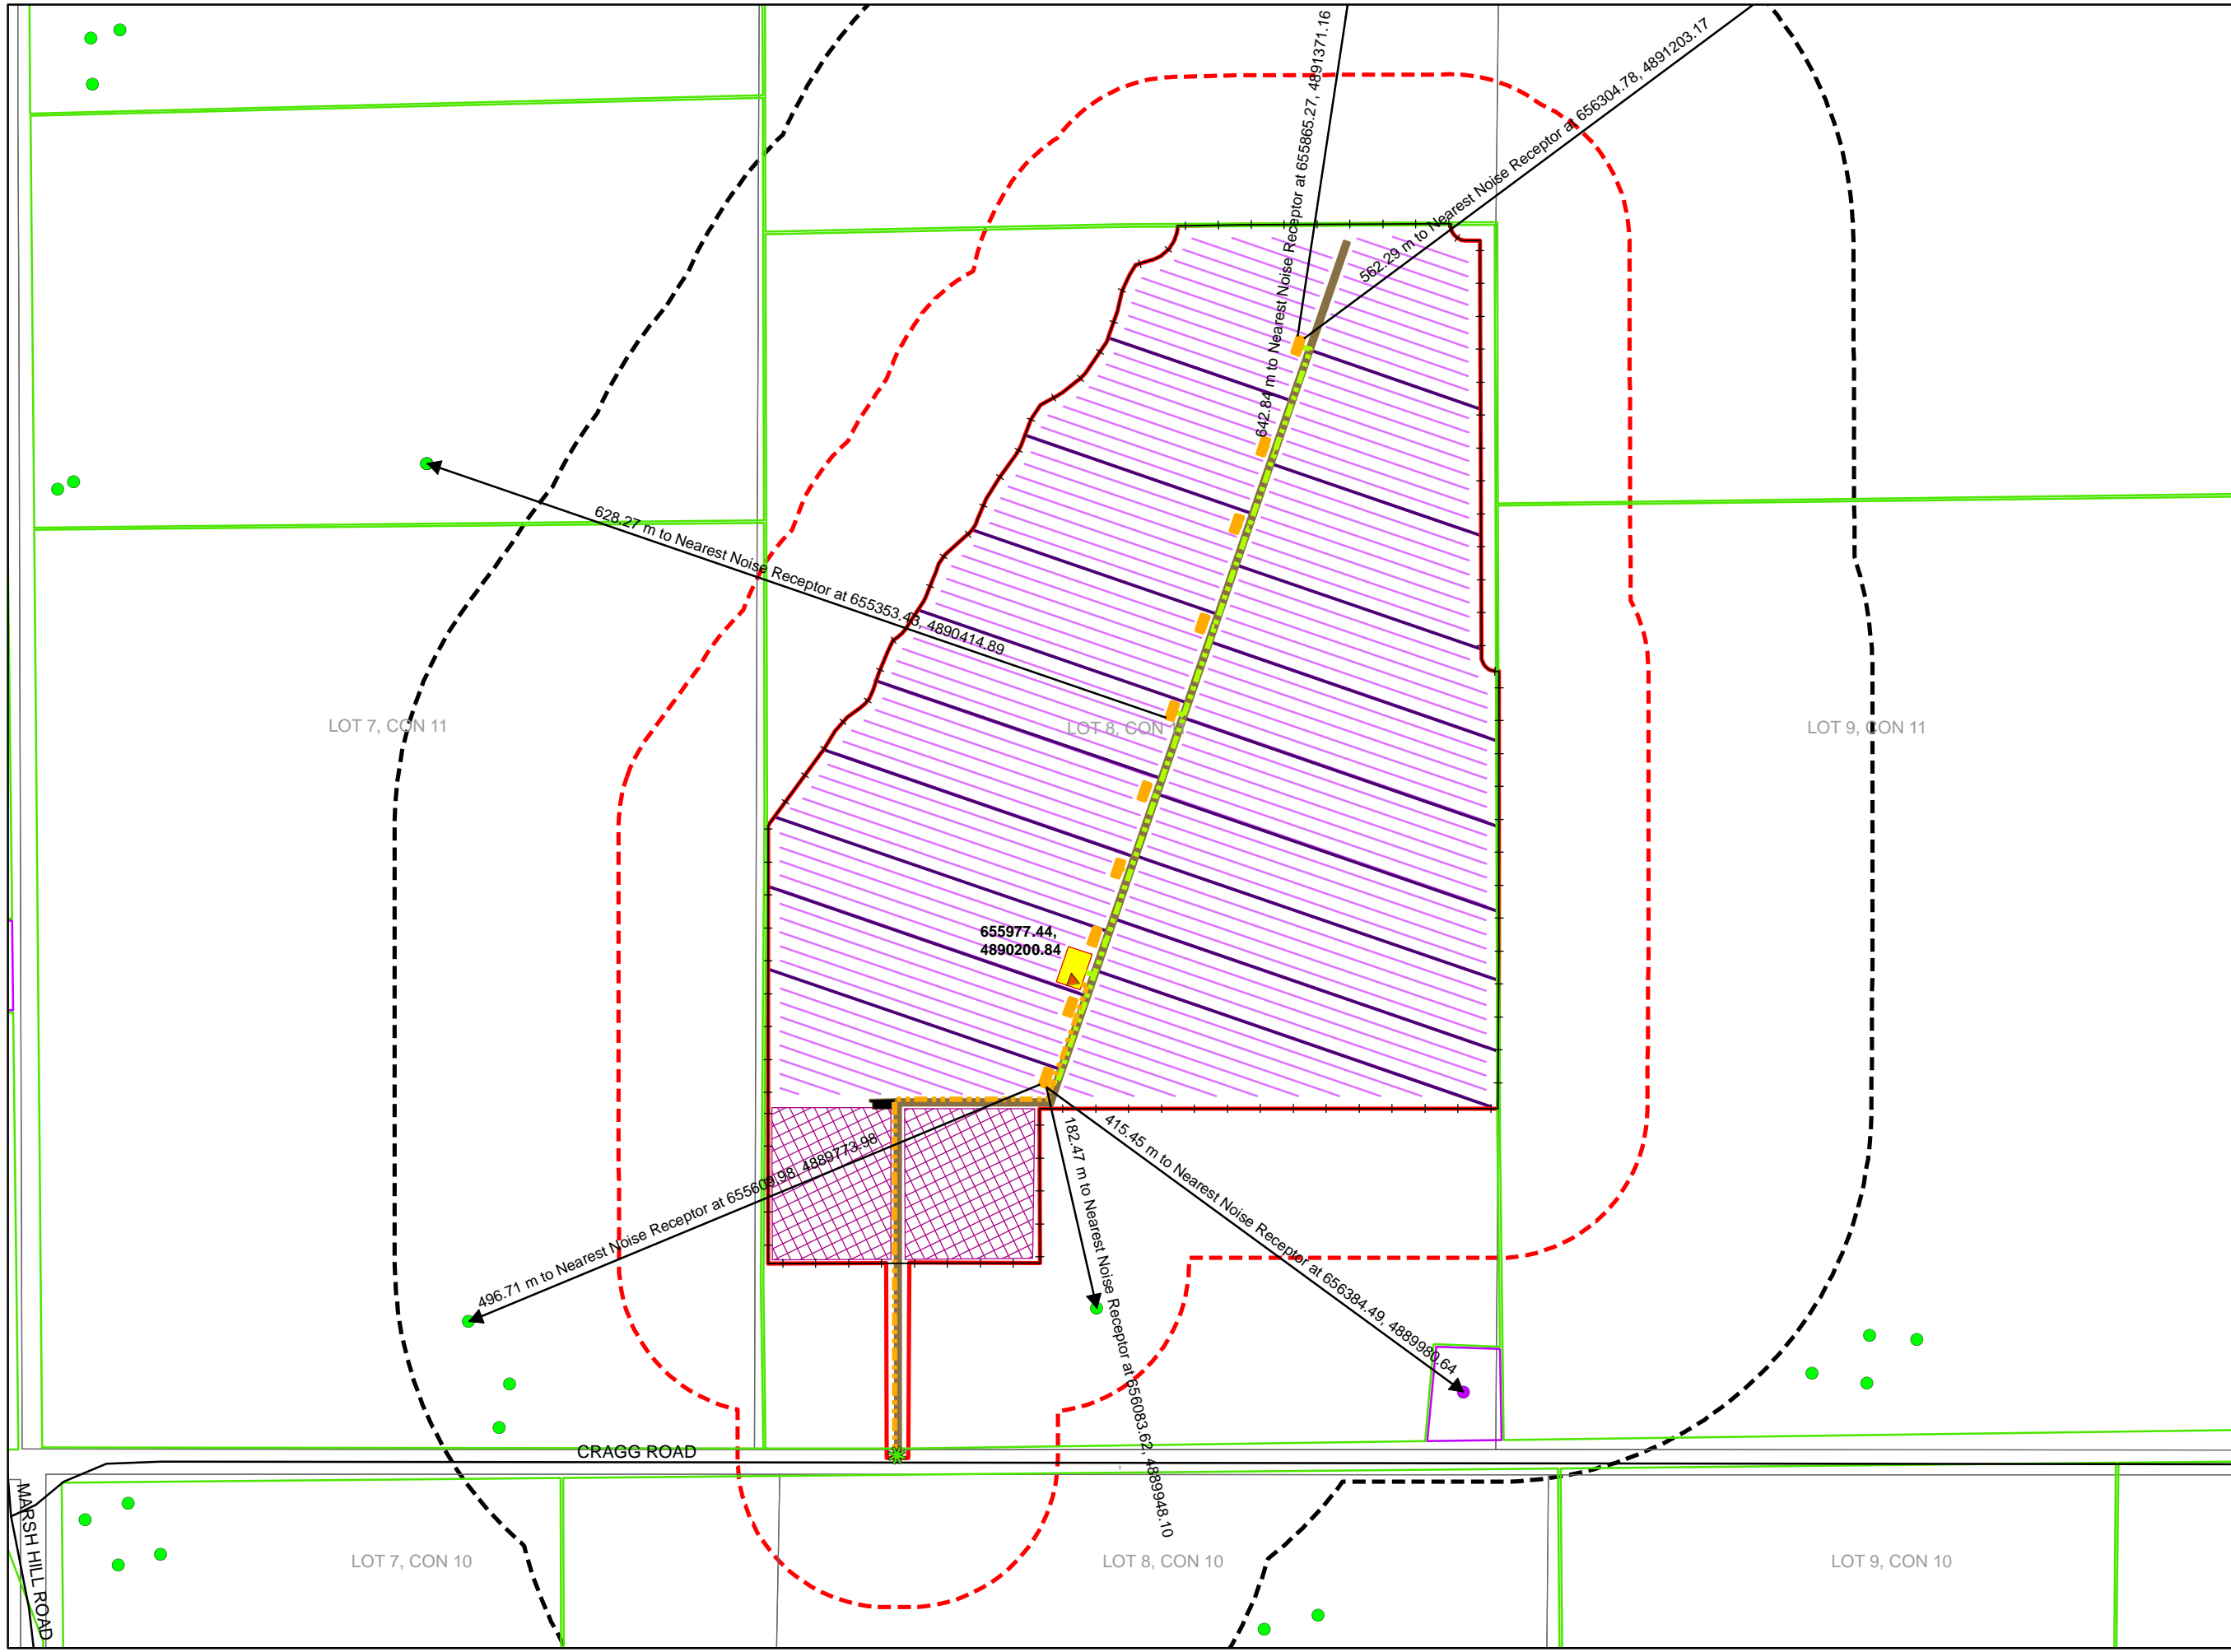 642.84 m to Nearest Noise Receptor at 655865.27, 4891371.16
562.29 m to Nearest Noise Receptor at 656304.78, 4891203.17
628.27 m to Nearest Noise Receptor at 655353.43, 4890414.89
LOT 7, CON 11
LOT 8, CON 1
LOT 9, CON 11
655977.44,
4890200.84
496.71 m to Nearest Noise Receptor at 655609.98, 4889773.98
182.47 m to Nearest Noise Receptor at 656083.62, 4889948.10
415.45 m to Nearest Noise Receptor at 656384.49, 4889980.64
CRAGG ROAD
MARSH HILL ROAD
LOT 7, CON 10
LOT 8, CON 10
LOT 9, CON 10